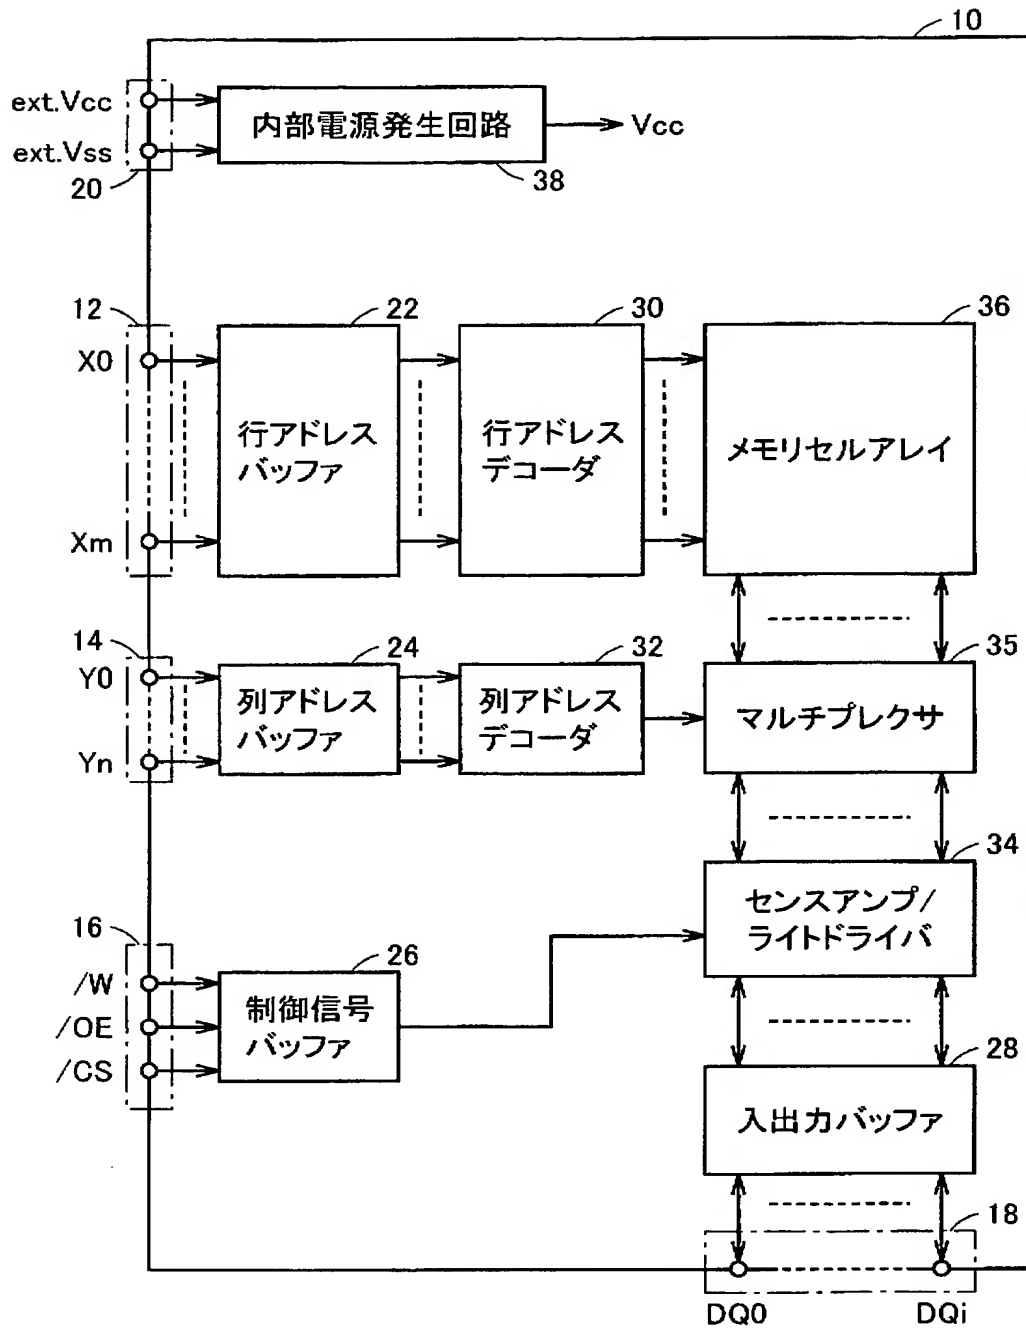 10
ext.Vcc
ext.Vss
20
内部電源発生回路
38
Vcc
12
X0
Xm
22
行アドレス
バッファ
30
行アドレス
デコーダ
36
メモリセルアレイ
14
Y0
Yn
24
列アドレス
バッファ
32
列アドレス
デコーダ
35
マルチプレクサ
34
センスアンプ/
ライトドライバ
16
/W
/OE
/CS
26
制御信号
バッファ
28
入出力バッファ
18
DQ0
DQi